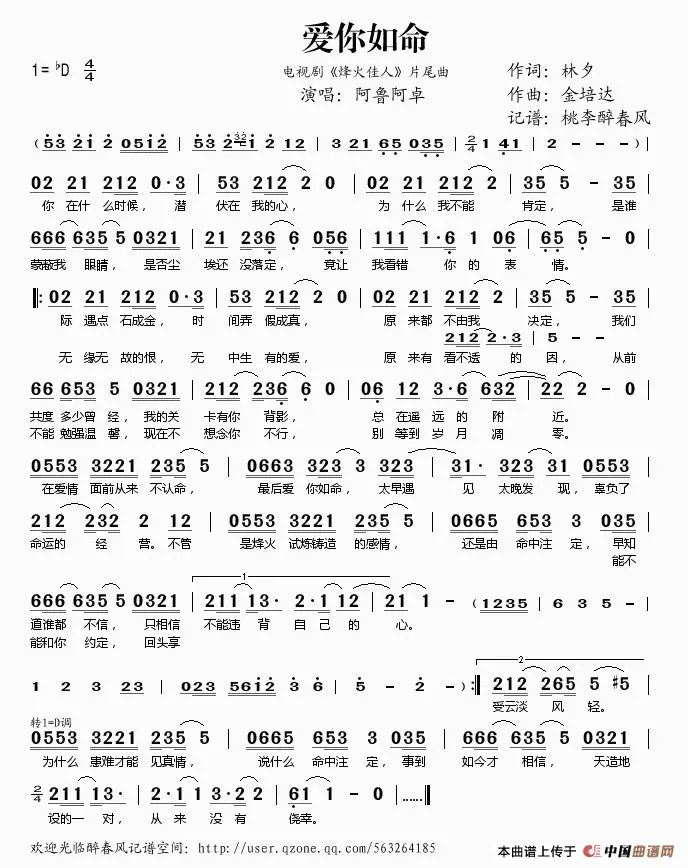 爱你如命
1=♭D 4/4
电视剧《烽火佳人》片尾曲
演唱：阿鲁阿卓
作词：林夕
作曲：金培达
记谱：桃李醉春风
（53 21 2 0512 | 53 2321 2 12 | 3 21 65 035 | 2/4 1 41 | 2 - - ）|
02 21 212 0·3 | 53 212 2 0 | 02 21 212 2 | 35 5 - 35 |
你 在什 么时候， 潜 伏在 我的心， 为 什么 我不能 肯定， 是谁
666 635 5 0321 | 21 236 6 056 | 111 1·6 1 06 | 65 5 - 0 |
蒙蔽我 眼睛， 是否尘 埃还 没落定， 竟让 我看错 你 的 表 情。
‖: 02 21 212 0·3 | 53 212 2 0 | 02 21 212 2 | 35 5 - 35 |
际 遇点 石成金， 时 间弄 假成真， 原 来都 不由我 决定， 我们
212 2·3 | 5 - -
无 缘无 故的恨， 无 中生 有的爱， 原 来有 看不透 的 因， 从前
66 653 5 0321 | 212 236 6 0 | 06 12 3·6 632 | 22 2 - 0 |
共度 多少曾 经， 我的关 卡有你 背影， 总 在遥 远的 附 近。
不能 勉强温 馨， 现在不 想念你 不行， 别 等到 岁 月 凋 零。
0553 3221 235 5 | 0663 323 3 323 | 31· 323 31 0553 |
在爱情 面前从来 不认命， 最后爱 你如命， 太早遇 见 太晚发 现， 辜负了
212 232 2 12 | 0553 3221 235 5 | 0665 653 3 035 |
命运的 经 营。不管 是烽火 试炼铸造 的感情， 还是由 命中注 定， 早知
能不
666 635 5 0321 | 211 13· 2·1 12 | 21 1 - （1235 | 6 3 5 - |
1
道谁都 不信， 只相信 不能违 背 自 己 的 心。
能和你 约定， 回头享
1 2 3 23 | 023 5612 3 6 | 5 - - 2 | 2 - - ）:‖ 212 265 5 #5 |
2
受云淡 风 轻。
转1=D调
0553 3221 235 5 | 0665 653 3 035 | 666 635 5 0321 |
为什么 患难才能 见真情， 说什么 命中注 定， 事到 如今才 相信， 天造地
2/4 211 13· | 2·1 12 | 2321 23 | 061 1 | 1 0 |……‖
设的一 对， 从 来 没有 侥幸。
欢迎光临醉春风记谱空间：http://user.qzone.qq.com/563264185
本曲谱上传于 中国曲谱网